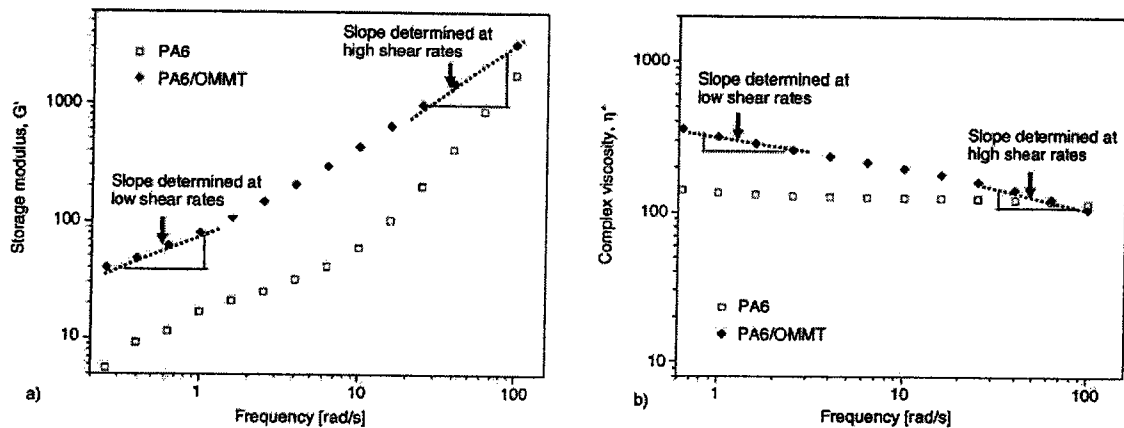 Slope determined at
high shear rates
PA6
PA6/OMMT
1000
Storage modulus, G'
Slope determined at
low shear rates
100
10
1
10
100
a)
Frequency [rad/s]
1000
Slope determined at
low shear rates
Complex viscosity, η*
Slope determined at
high shear rates
100
PA6
PA6/OMMT
10
1
10
100
b)
Frequency [rad/s]